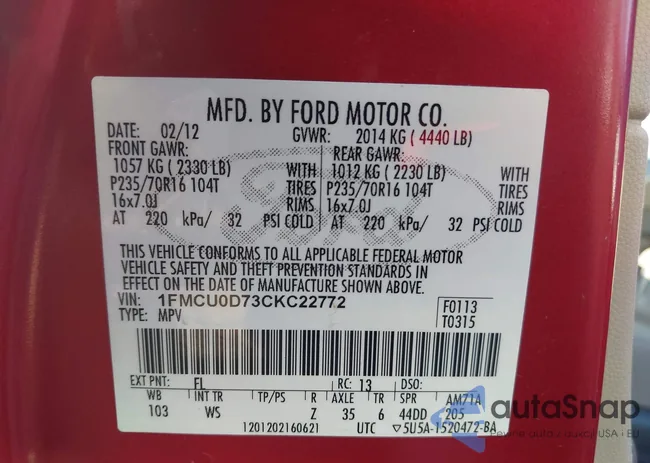 MFD. BY FORD MOTOR CO.
DATE: 02/12 GVWR: 2014 KG ( 4440 LB)
FRONT GAWR: REAR GAWR:
1057 KG ( 2330 LB) WITH 1012 KG ( 2230 LB) WITH
P235/70R16 104T TIRES P235/70R16 104T TIRES
16x7.0J RIMS 16x7.0J RIMS
AT 220 kPa/ 32 PSI COLD AT 220 kPa/ 32 PSI COLD
THIS VEHICLE CONFORMS TO ALL APPLICABLE FEDERAL MOTOR
VEHICLE SAFETY AND THEFT PREVENTION STANDARDS IN
EFFECT ON THE DATE OF MANUFACTURE SHOWN ABOVE.
VIN: 1FMCU0D73CKC22772
TYPE: MPV
F0113
T0315
EXT PNT: FL RC: 13 DSO:
WB INT TR TP/PS R AXLE TR SPR AM71A
103 WS Z 35 6 44DD 205
1201202160621 UTC ▽5U5A-1520472-BA
autoSnap
Pewne auta z aukcji USA i EU